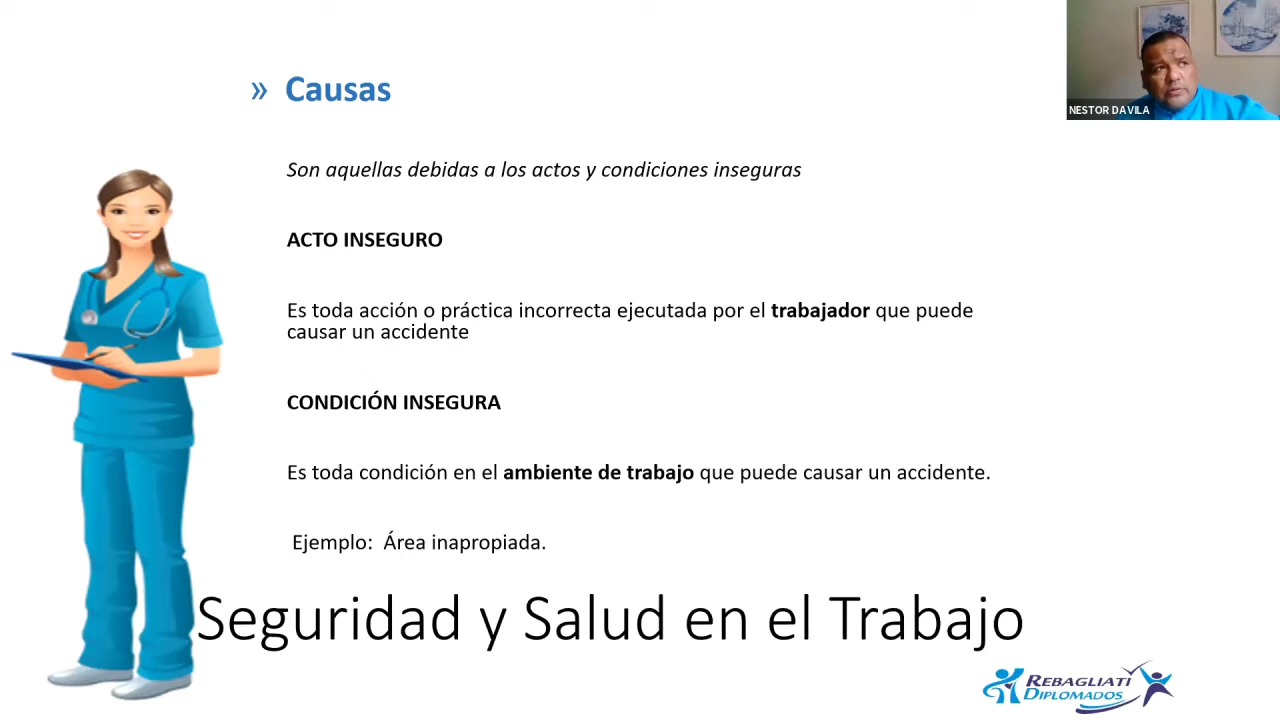 » Causas
NESTOR DAVILA
Son aquellas debidas a los actos y condiciones inseguras
ACTO INSEGURO
Es toda acción o práctica incorrecta ejecutada por el trabajador que puede
causar un accidente
CONDICIÓN INSEGURA
Es toda condición en el ambiente de trabajo que puede causar un accidente.
Ejemplo: Área inapropiada.
Seguridad y Salud en el Trabajo
REBAGLIATI
DIPLOMADOS